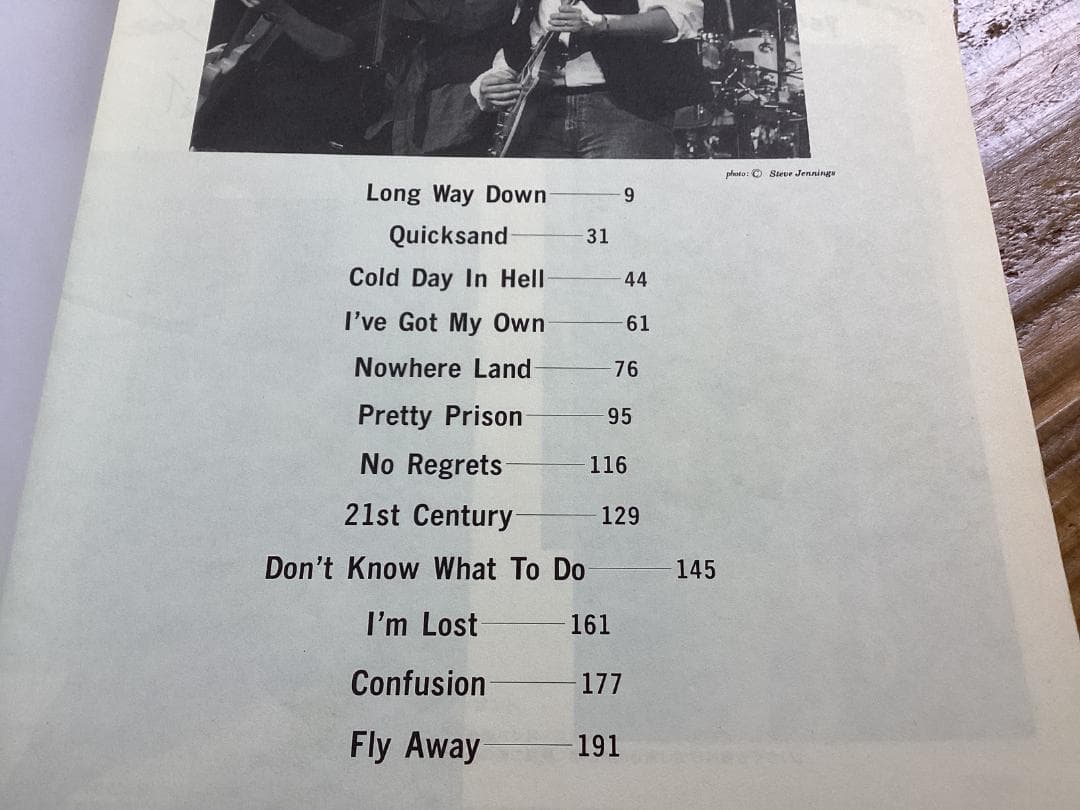 photo: © Steve Jennings
Long Way Down 9
Quicksand 31
Cold Day In Hell 44
I've Got My Own 61
Nowhere Land 76
Pretty Prison 95
No Regrets 116
21st Century 129
Don't Know What To Do 145
I'm Lost 161
Confusion 177
Fly Away 191